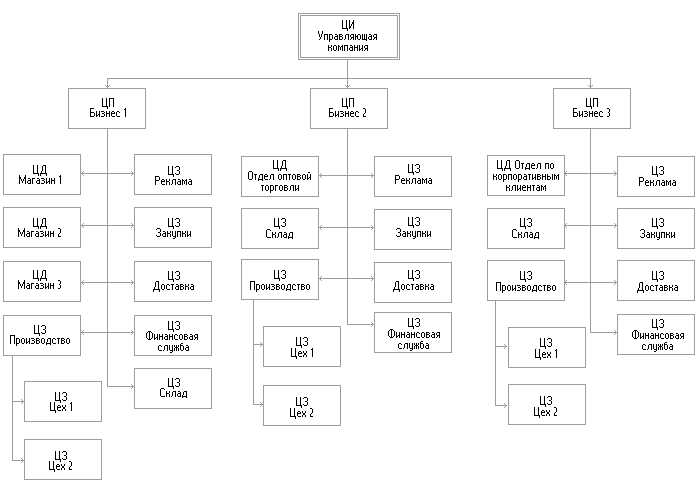 ЦИ
Управляющая
компания
ЦП
Бизнес 1
ЦП
Бизнес 2
ЦП
Бизнес 3
ЦД
Магазин 1
ЦЗ
Реклама
ЦД
Магазин 2
ЦЗ
Закупки
ЦД
Магазин 3
ЦЗ
Доставка
ЦЗ
Производство
ЦЗ
Финансовая
служба
ЦЗ
Цех 1
ЦЗ
Склад
ЦЗ
Цех 2
ЦД
Отдел оптовой
торговли
ЦЗ
Реклама
ЦЗ
Склад
ЦЗ
Закупки
ЦЗ
Производство
ЦЗ
Доставка
ЦЗ
Цех 1
ЦЗ
Финансовая
служба
ЦЗ
Цех 2
ЦД Отдел по
корпоративным
клиентам
ЦЗ
Реклама
ЦЗ
Склад
ЦЗ
Закупки
ЦЗ
Производство
ЦЗ
Доставка
ЦЗ
Цех 1
ЦЗ
Финансовая
служба
ЦЗ
Цех 2